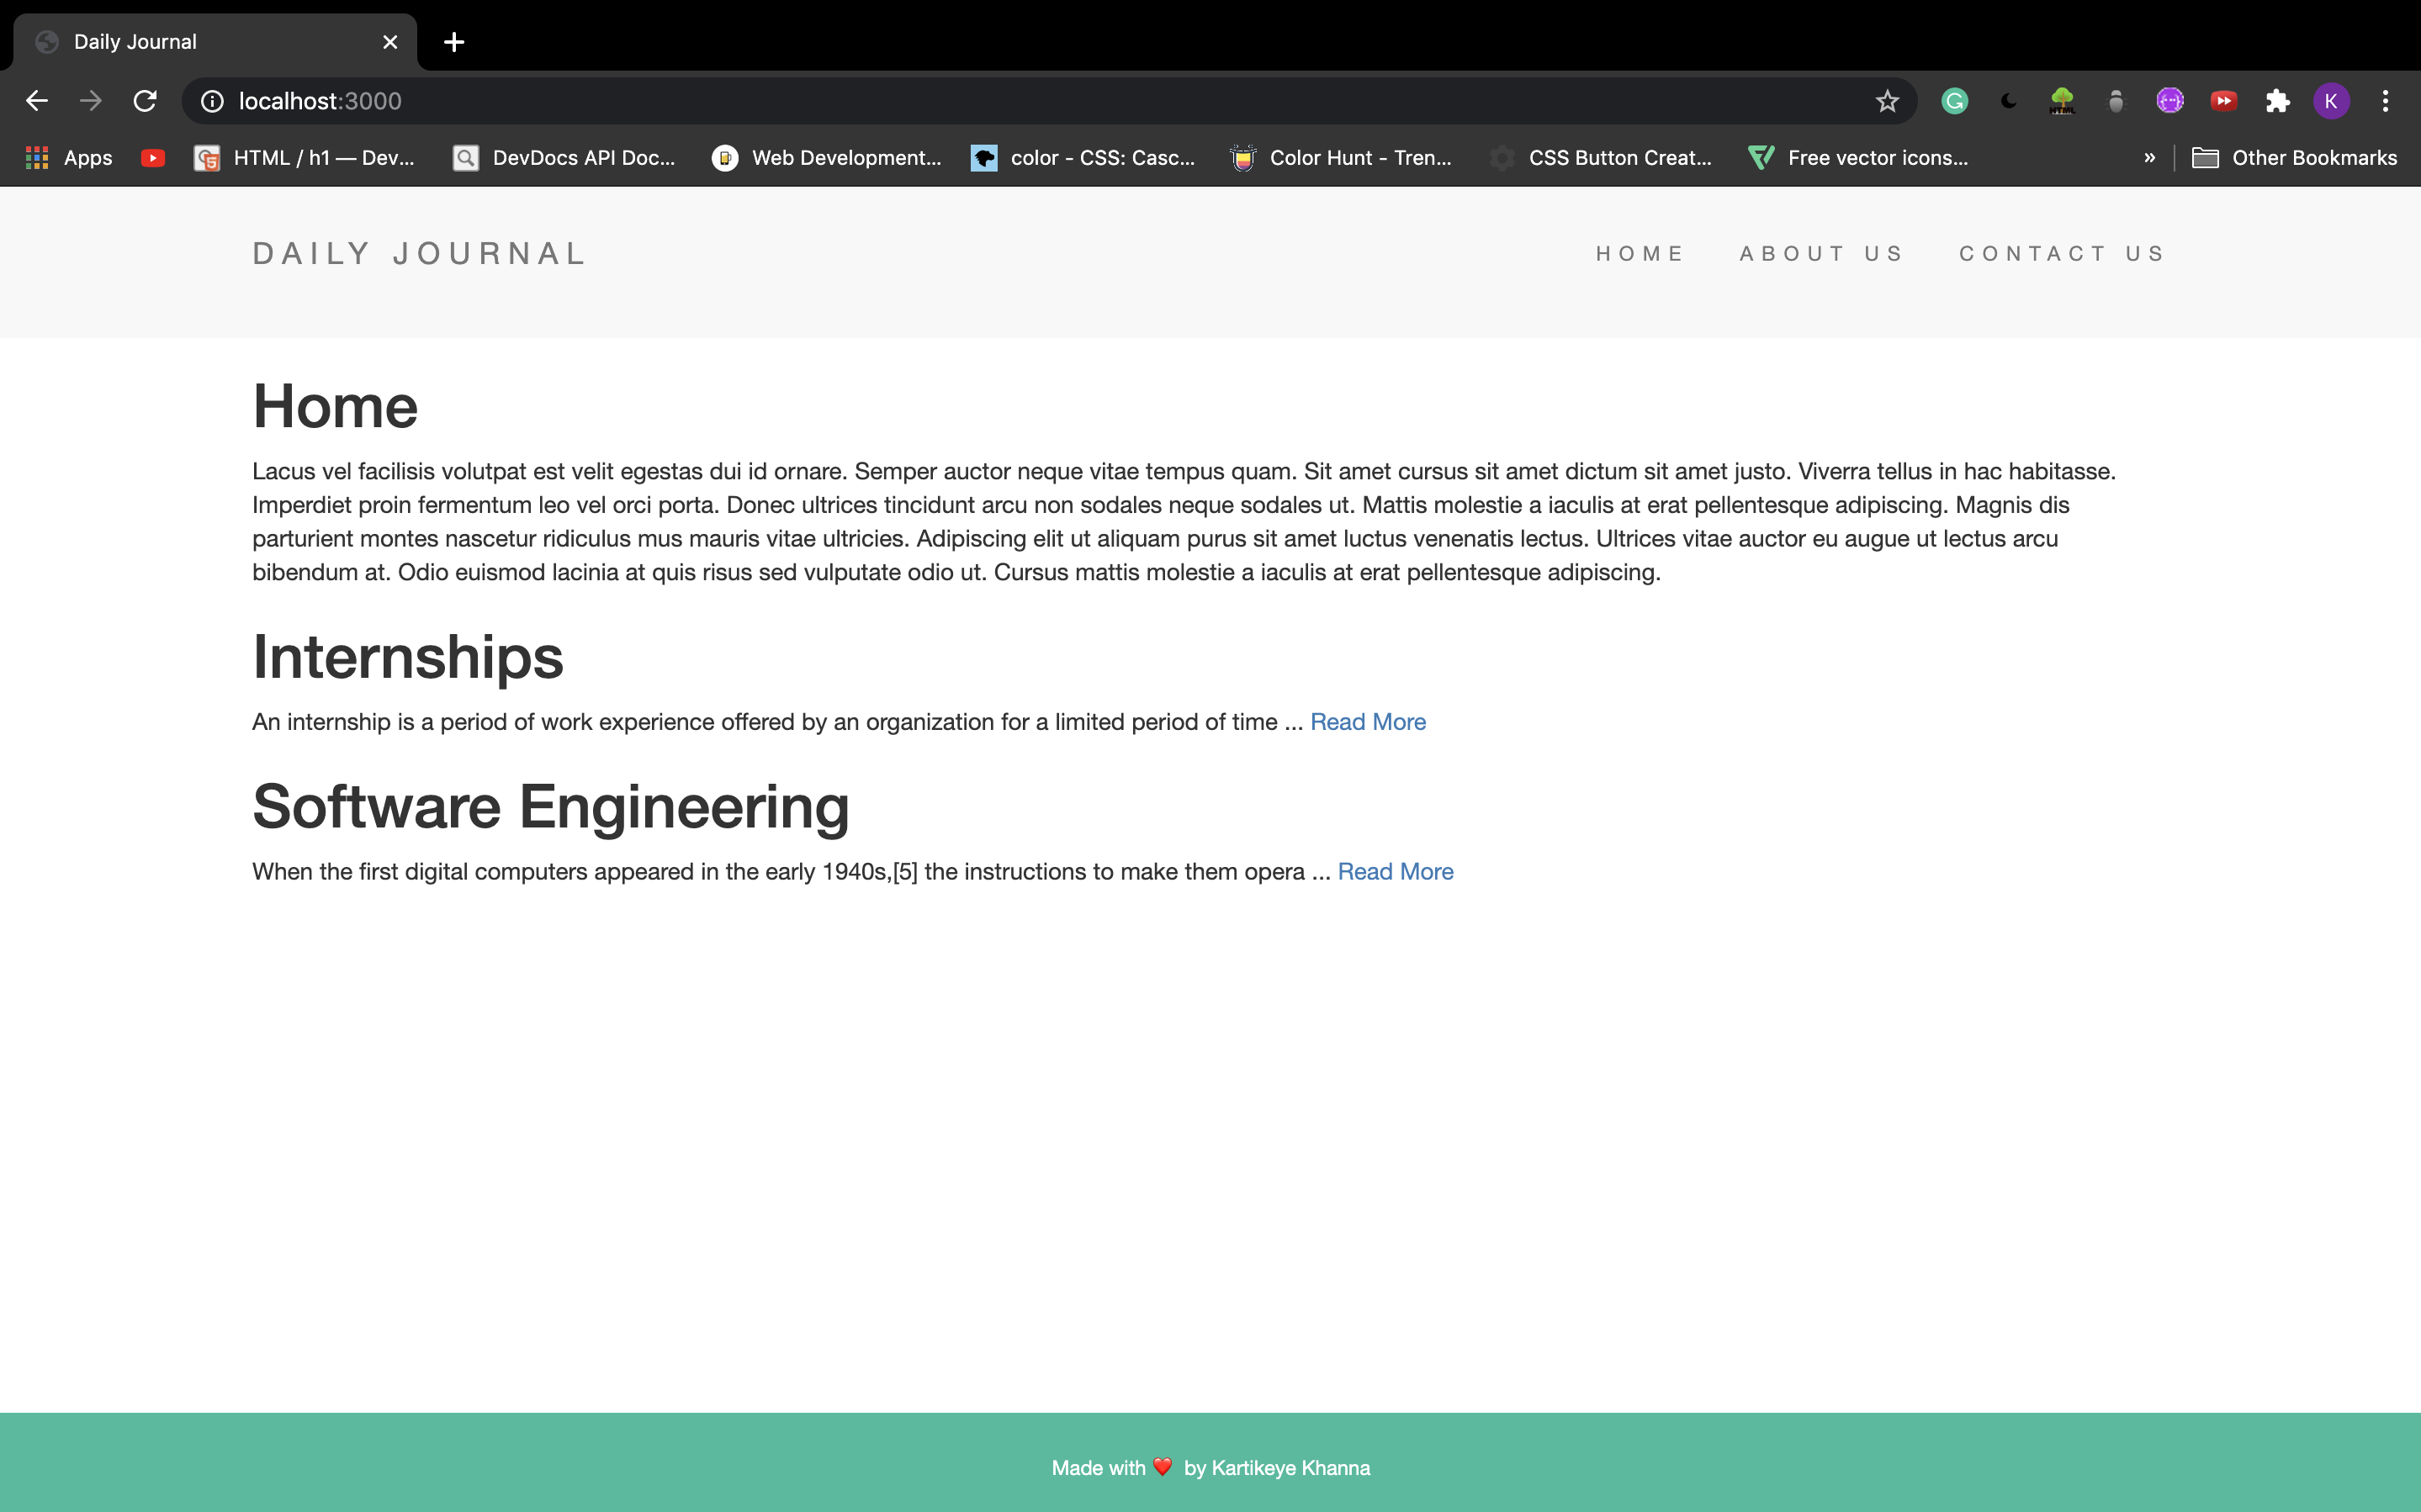 Daily Journal
localhost:3000
K
Apps
HTML / h1 — Dev...
DevDocs API Doc...
Web Development...
color - CSS: Casc...
Color Hunt - Tren...
CSS Button Creat...
Free vector icons...
»
Other Bookmarks
DAILY JOURNAL
HOME
ABOUT US
CONTACT US
Home
Lacus vel facilisis volutpat est velit egestas dui id ornare. Semper auctor neque vitae tempus quam. Sit amet cursus sit amet dictum sit amet justo. Viverra tellus in hac habitasse.
Imperdiet proin fermentum leo vel orci porta. Donec ultrices tincidunt arcu non sodales neque sodales ut. Mattis molestie a iaculis at erat pellentesque adipiscing. Magnis dis
parturient montes nascetur ridiculus mus mauris vitae ultricies. Adipiscing elit ut aliquam purus sit amet luctus venenatis lectus. Ultrices vitae auctor eu augue ut lectus arcu
bibendum at. Odio euismod lacinia at quis risus sed vulputate odio ut. Cursus mattis molestie a iaculis at erat pellentesque adipiscing.
Internships
An internship is a period of work experience offered by an organization for a limited period of time ... Read More
Software Engineering
When the first digital computers appeared in the early 1940s,[5] the instructions to make them opera ... Read More
Made with ❤️ by Kartikeye Khanna